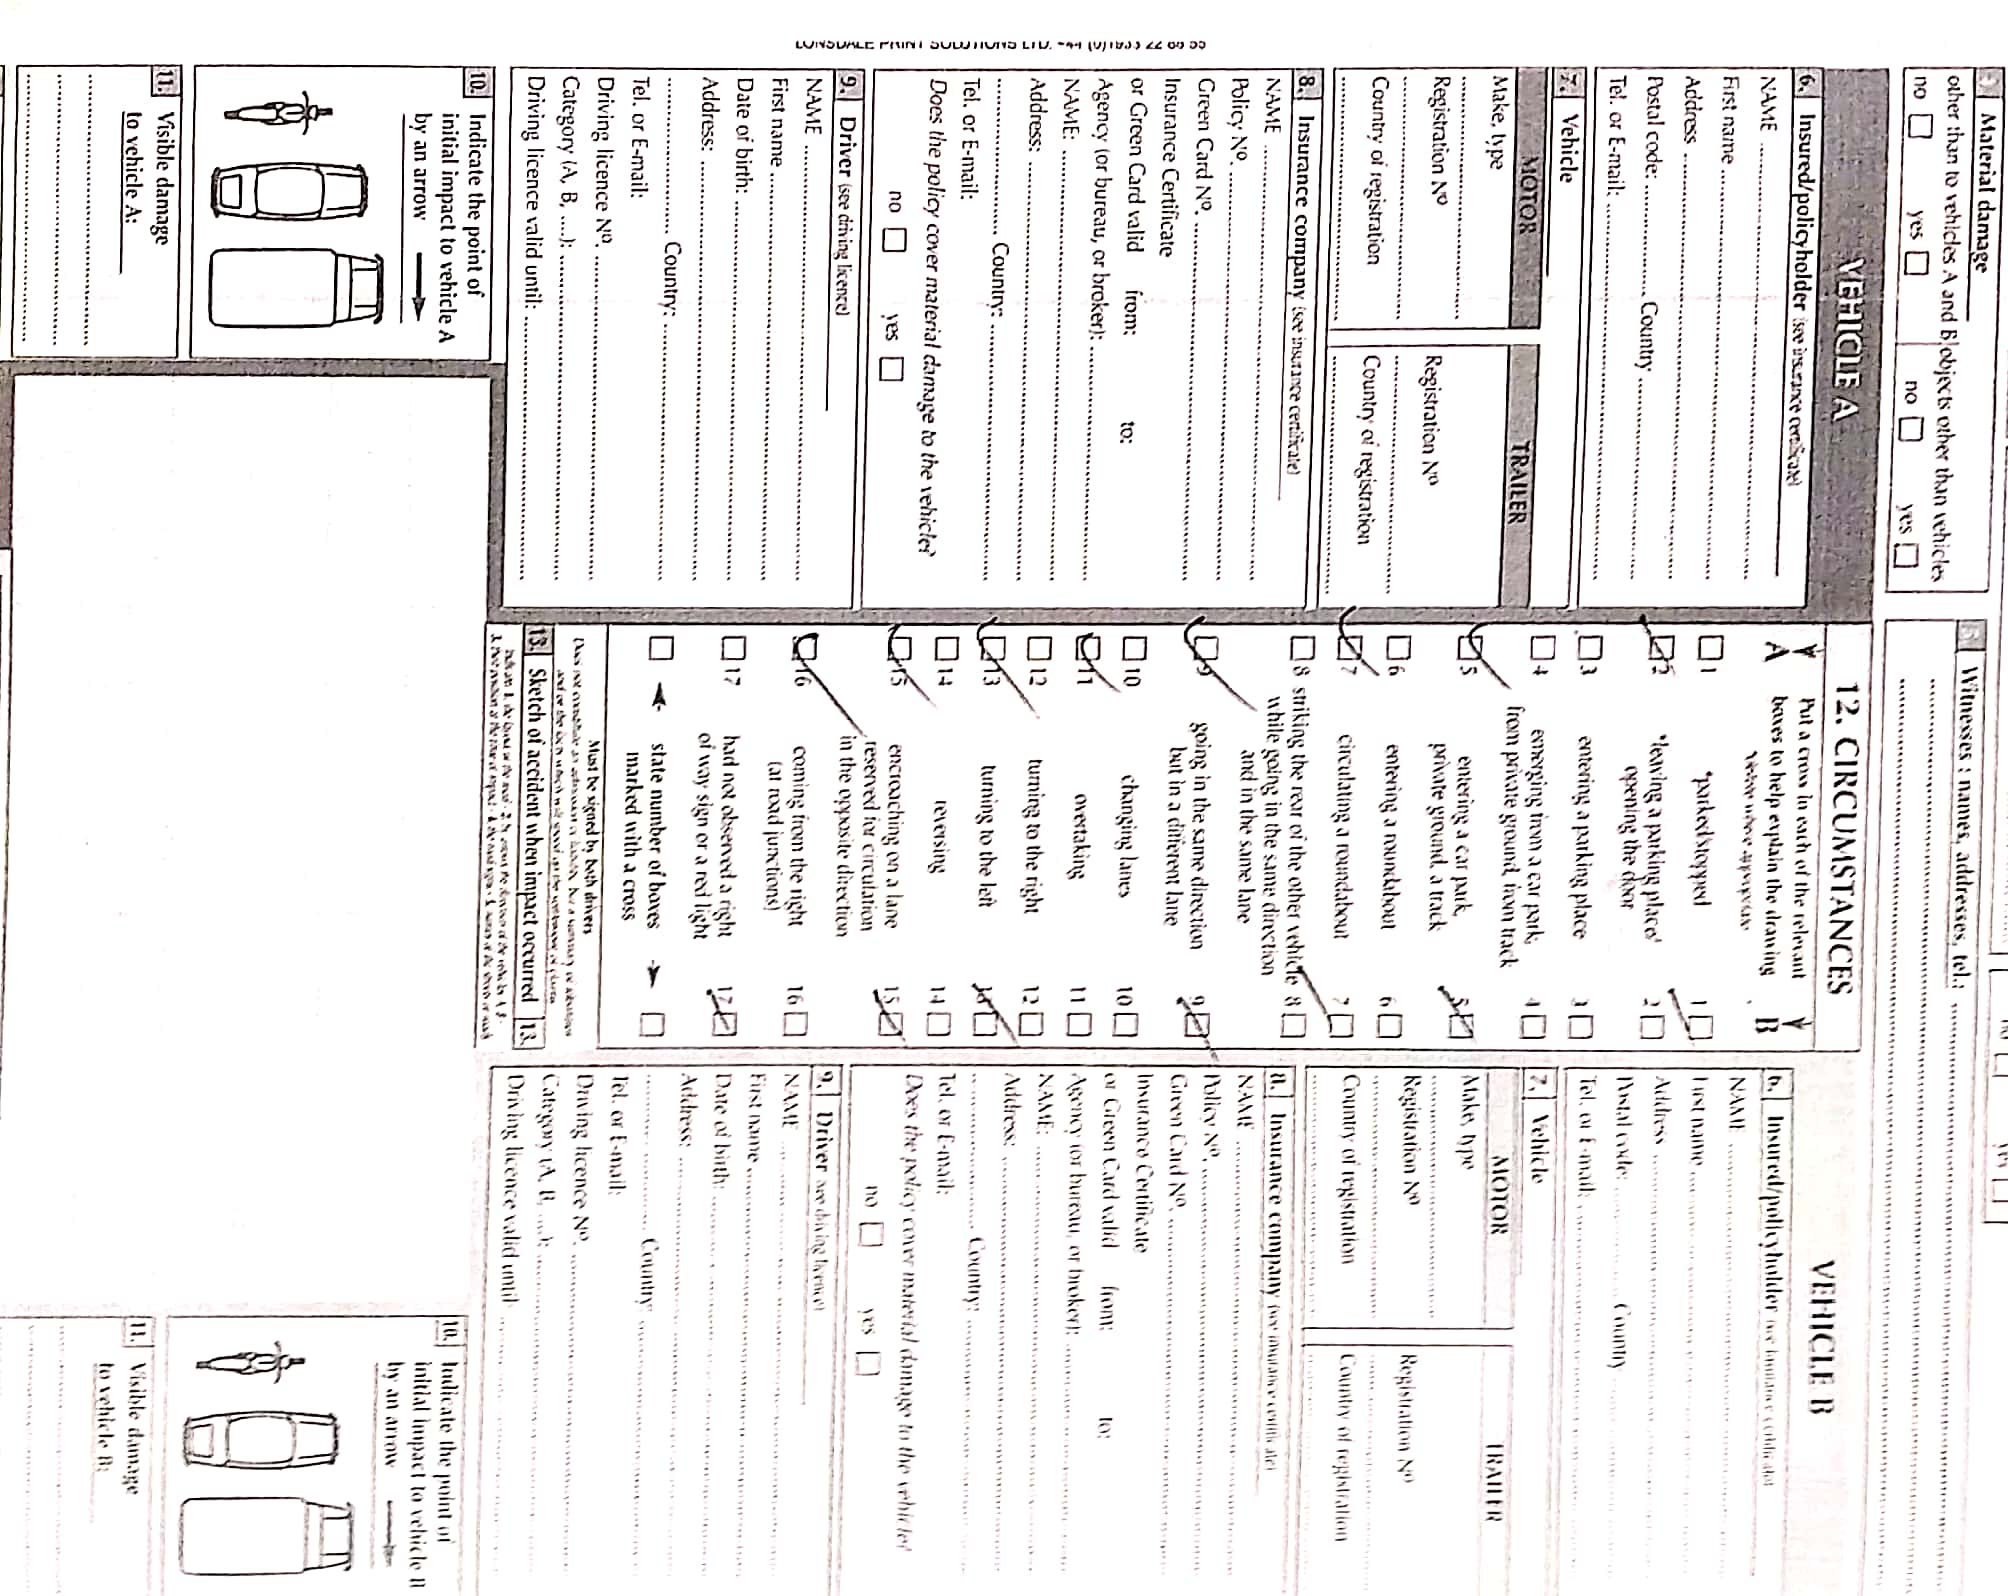 LONSDALE PRINT SOLUTIONS LTD. +44 (0)1933 22 88 55
Material damage
other than to vehicles A and B
no
yes
objects other than vehicles
no
yes
Witnesses : names, addresses, tel.:
VEHICLE A
6. Insured/policyholder (see insurance certificate)
NAME
First name
Address
Postal code: Country
Tel. or E-mail:
7. Vehicle
MOTOR
Make, type
Registration Nº
Country of registration
TRAILER
Registration Nº
Country of registration
8. Insurance company (see insurance certificate)
NAME
Policy Nº.
Green Card Nº.
Insurance Certificate
or Green Card valid from: to:
Agency (or bureau, or broker):
NAME:
Address:
Country:
Tel. or E-mail:
Does the policy cover material damage to the vehicle?
no
yes
9. Driver (see driving licence)
NAME
First name
Date of birth:
Address:
Country:
Tel. or E-mail:
Driving licence Nº.
Category (A, B, ...):
Driving licence valid until:
10. Indicate the point of
initial impact to vehicle A
by an arrow
11. Visible damage
to vehicle A:
12. CIRCUMSTANCES
A
Put a cross in each of the relevant
boxes to help explain the drawing
*delete where appropriate
B
1 *parked/stopped 1
2 *leaving a parking place/ 2
opening the door
3 entering a parking place 3
4 emerging from a car park, 4
from private ground, from track
5 entering a car park, 5
private ground, a track
6 entering a roundabout 6
7 circulating a roundabout 7
8 striking the rear of the other vehicle 8
while going in the same direction
and in the same lane
9 going in the same direction 9
but in a different lane
10 changing lanes 10
11 overtaking 11
12 turning to the right 12
13 turning to the left 13
14 reversing 14
15 encroaching on a lane 15
reserved for circulation
in the opposite direction
16 coming from the right 16
(at road junctions)
17 had not observed a right 17
of way sign or a red light
state number of boxes
marked with a cross
Must be signed by both drivers
13. Sketch of accident when impact occurred 13.
VEHICLE B
6. Insured/policyholder (see insurance certificate)
NAME
First name
Address
Postal code: Country
Tel. or E-mail:
7. Vehicle
MOTOR
Make, type
Registration Nº
Country of registration
TRAILER
Registration Nº
Country of registration
8. Insurance company (see insurance certificate)
NAME
Policy Nº.
Green Card Nº.
Insurance Certificate
or Green Card valid from: to:
Agency (or bureau, or broker):
NAME:
Address:
Country:
Tel. or E-mail:
Does the policy cover material damage to the vehicle?
no
yes
9. Driver (see driving licence)
NAME
First name
Date of birth:
Address:
Country:
Tel. or E-mail:
Driving licence Nº.
Category (A, B, ...):
Driving licence valid until:
10. Indicate the point of
initial impact to vehicle B
by an arrow
11. Visible damage
to vehicle B: